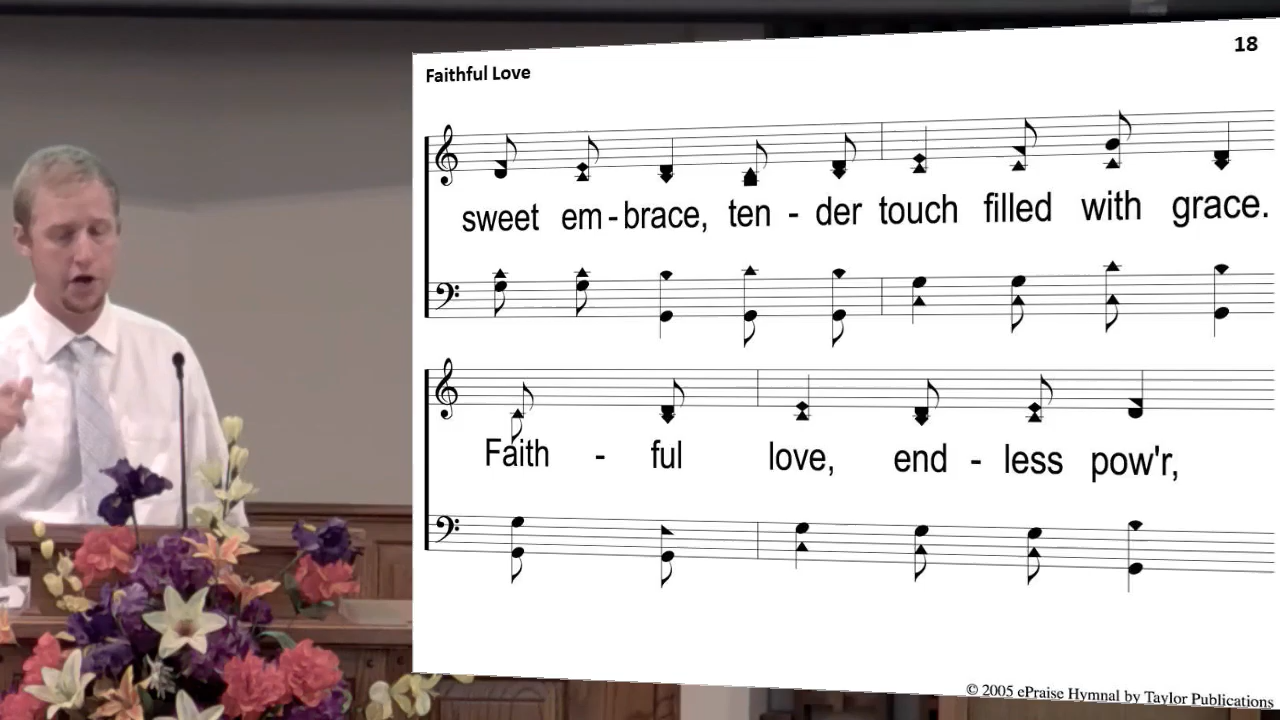 18
Faithful Love
sweet em-brace, ten - der touch filled with grace.
Faith - ful love, end - less pow'r,
© 2005 ePraise Hymnal by Taylor Publications